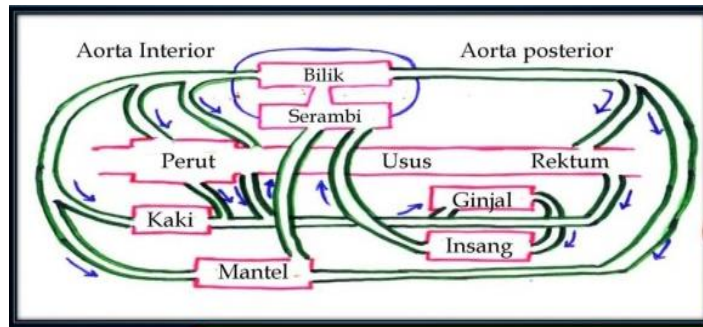 Aorta Interior
Aorta posterior
Bilik
Serambi
Perut
Usus
Rektum
Ginjal
Kaki
Insang
Mantel